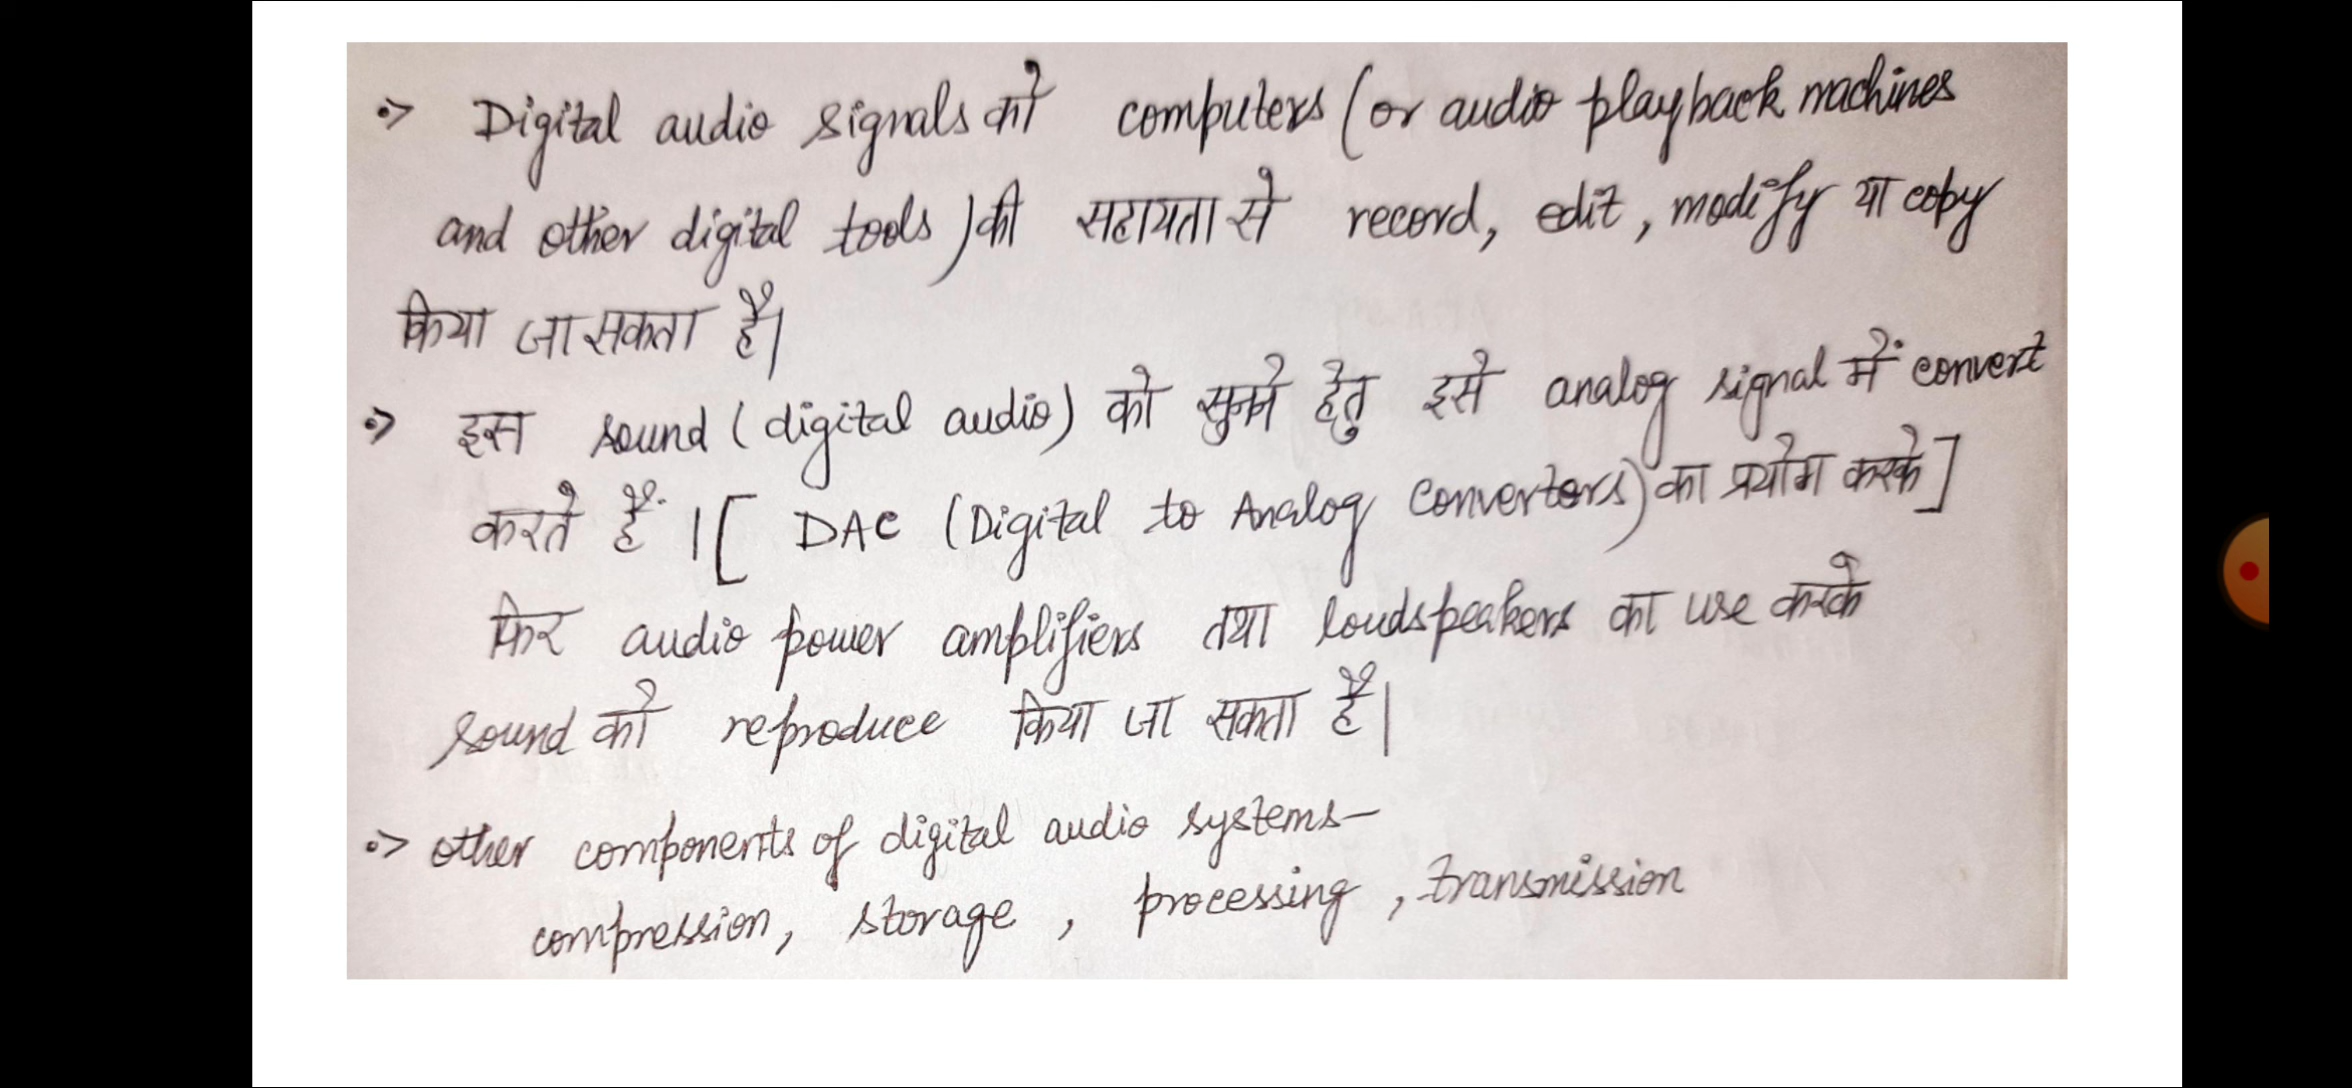 •> Digital audio signals को computers (or audio playback machines
and other digital tools) की सहायता से record, edit, modify या copy
किया जा सकता है।
•> इस sound (digital audio) को सुनने हेतु इसे analog signal में convert
करते हैं । [ DAC (Digital to Analog Convertors) का प्रयोग करके ]
फिर audio power amplifiers तथा loudspeakers का use करके
sound को reproduce किया जा सकता है।
•> other components of digital audio systems—
compression, storage , processing , transmission